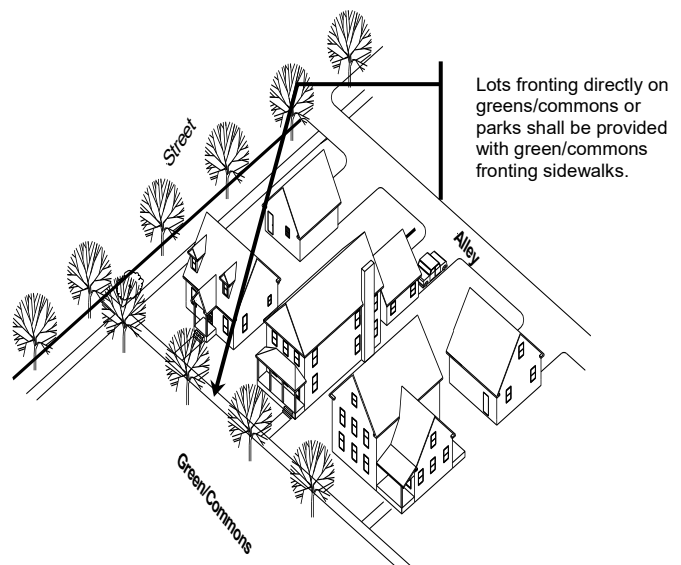 Street
Lots fronting directly on
greens/commons or
parks shall be provided
with green/commons
fronting sidewalks.
Alley
Green/Commons